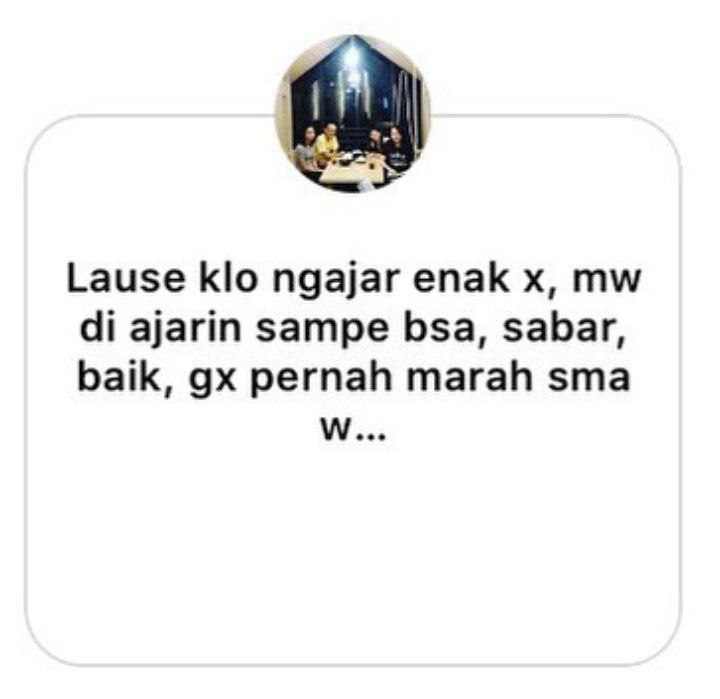 Lause klo ngajar enak x, mw
di ajarin sampe bsa, sabar,
baik, gx pernah marah sma
w...